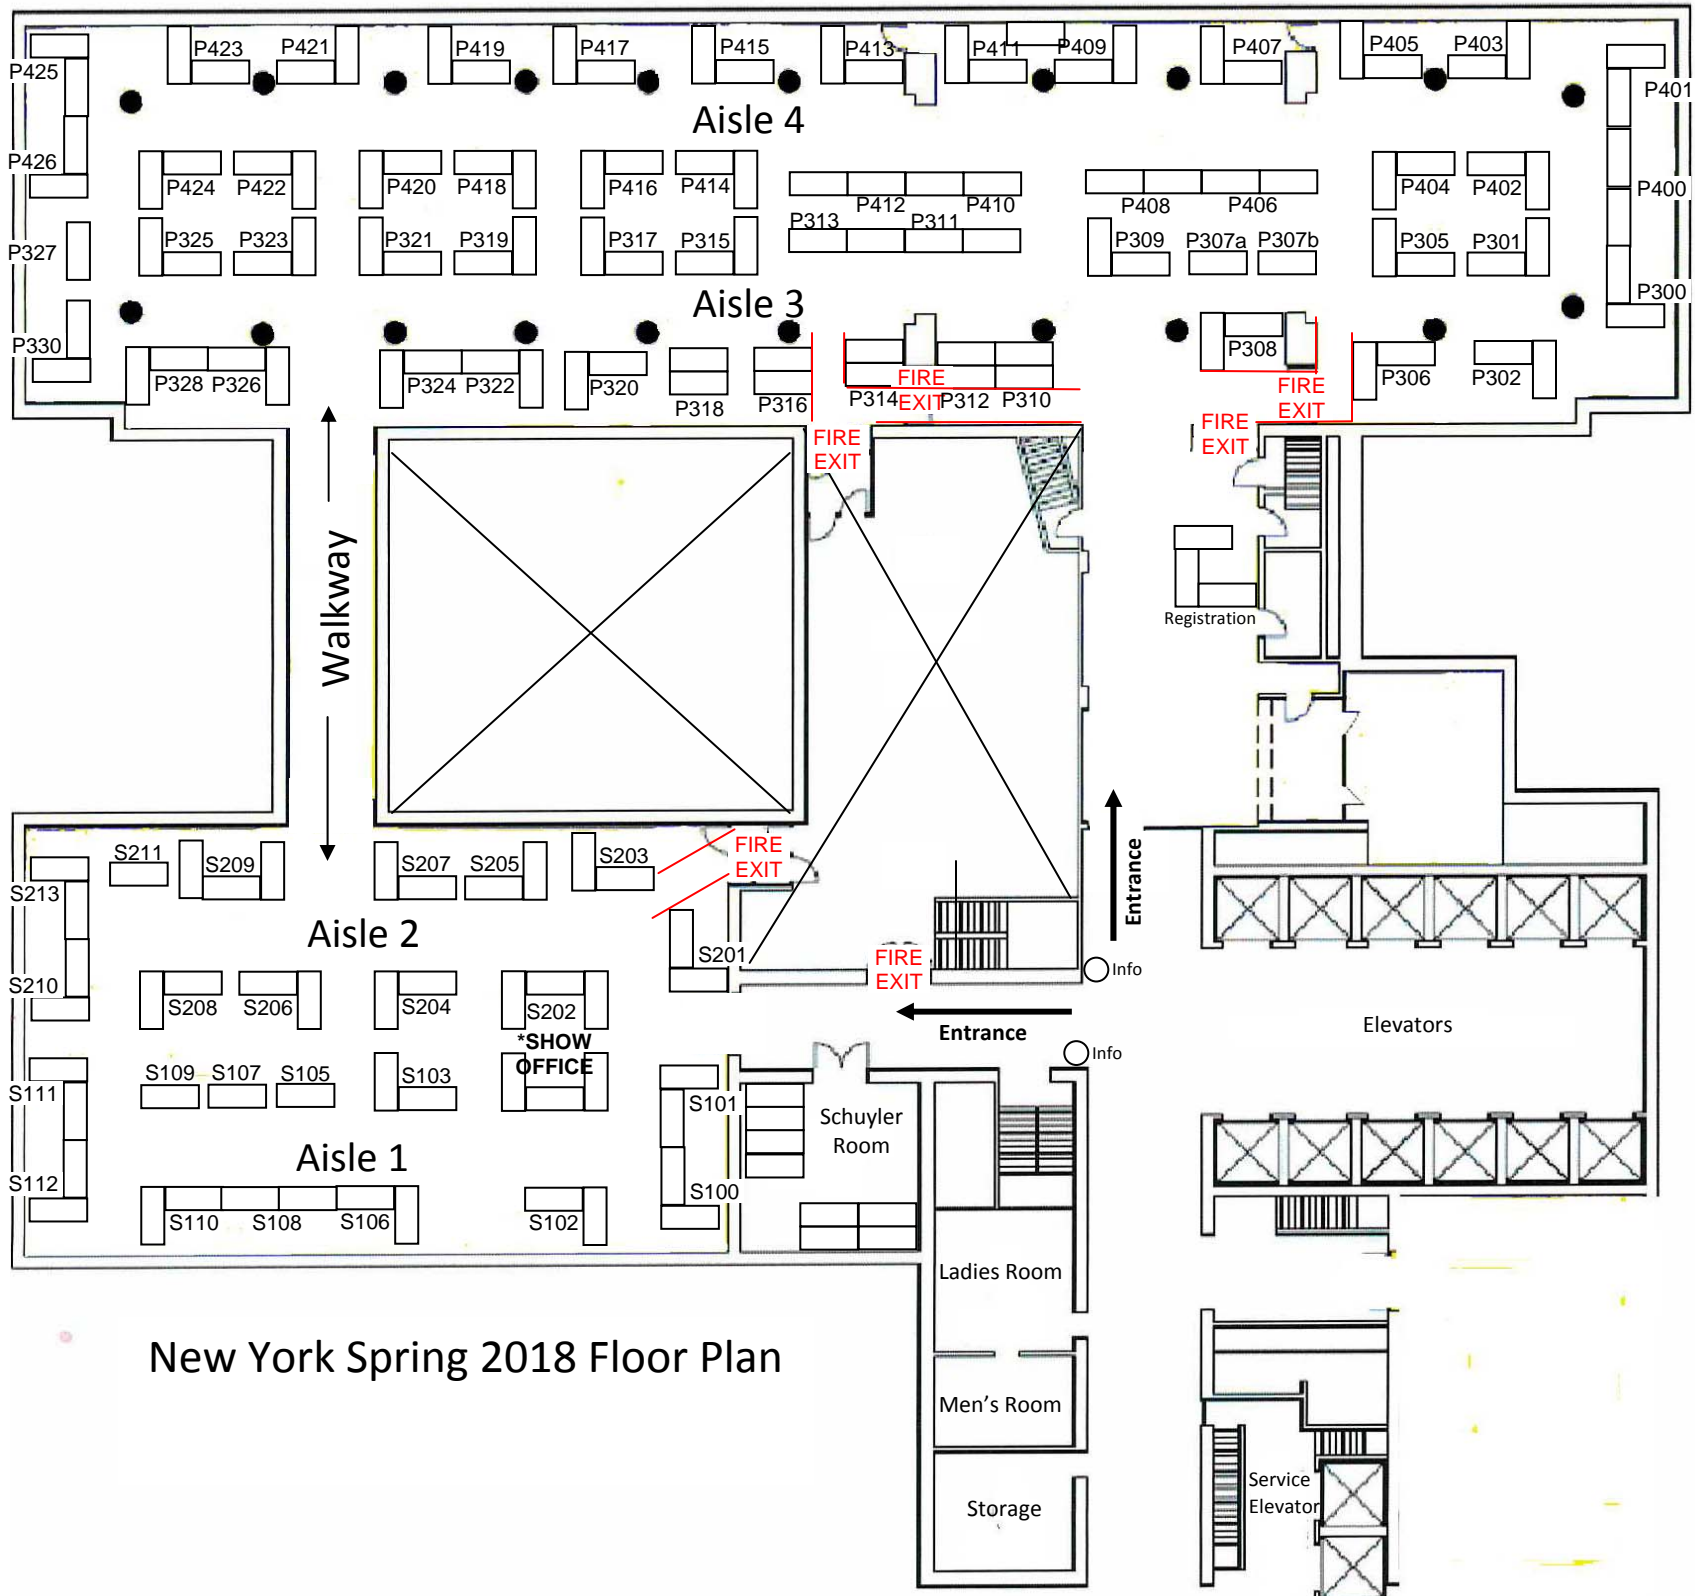 P423
P421
P419
P417
P415
P413
P411
P409
P407
P405
P403
P425
P401
Aisle 4
P426
P424
P422
P420
P418
P416
P414
P412
P410
P408
P406
P404
P402
P400
P327
P325
P323
P321
P319
P317
P315
P313
P311
P309
P307a
P307b
P305
P301
P300
Aisle 3
P330
P328
P326
P324
P322
P320
P318
P316
P314
P312
P310
P308
P306
P302
FIRE
EXIT
FIRE
EXIT
FIRE
EXIT
FIRE
EXIT
Walkway
Registration
S211
S209
S207
S205
S203
FIRE
EXIT
S213
Aisle 2
Entrance
S201
FIRE
EXIT
Info
S210
S208
S206
S204
S202
Entrance
Info
Elevators
*SHOW
OFFICE
S109
S107
S105
S103
S111
S101
Schuyler
Room
Aisle 1
S112
S110
S108
S106
S102
S100
Ladies Room
New York Spring 2018 Floor Plan
Men's Room
Storage
Service
Elevator